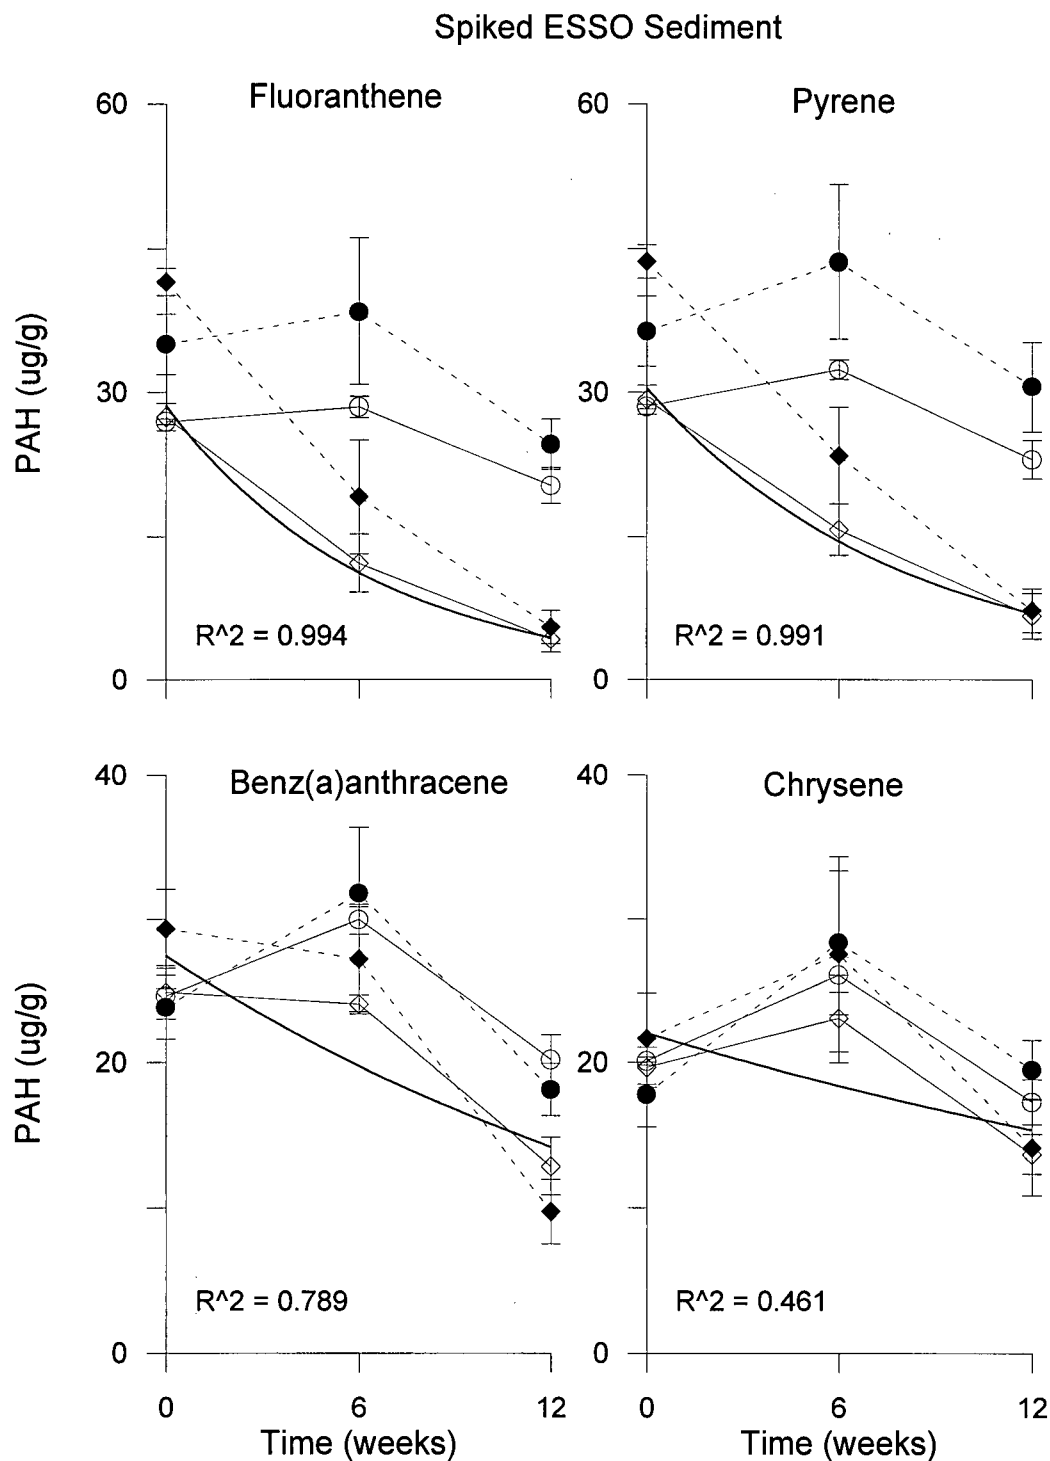 Spiked ESSO Sediment
Fluoranthene
60
30
0
PAH (ug/g)
R^2 = 0.994
Pyrene
60
30
0
R^2 = 0.991
Benz(a)anthracene
40
20
0
PAH (ug/g)
R^2 = 0.789
0 6 12
Time (weeks)
Chrysene
40
20
0
R^2 = 0.461
0 6 12
Time (weeks)